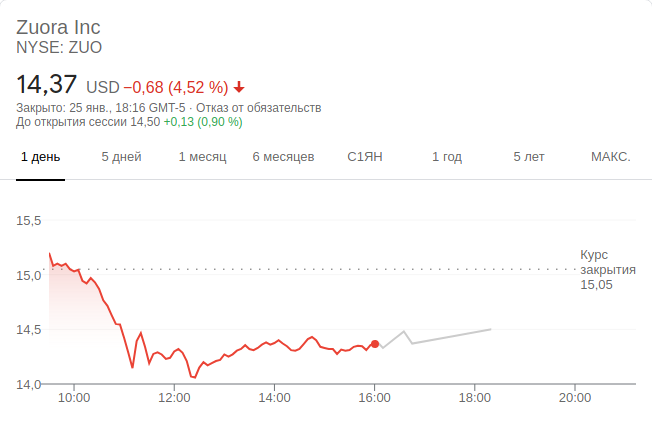 Zuora Inc
NYSE: ZUO
14,37 USD −0,68 (4,52 %)
Закрыто: 25 янв., 18:16 GMT-5 · Отказ от обязательств
До открытия сессии 14,50 +0,13 (0,90 %)
1 день 5 дней 1 месяц 6 месяцев С1ЯН 1 год 5 лет МАКС.
15,5
15,0
14,5
14,0
Курс
закрытия
15,05
10:00 12:00 14:00 16:00 18:00 20:00